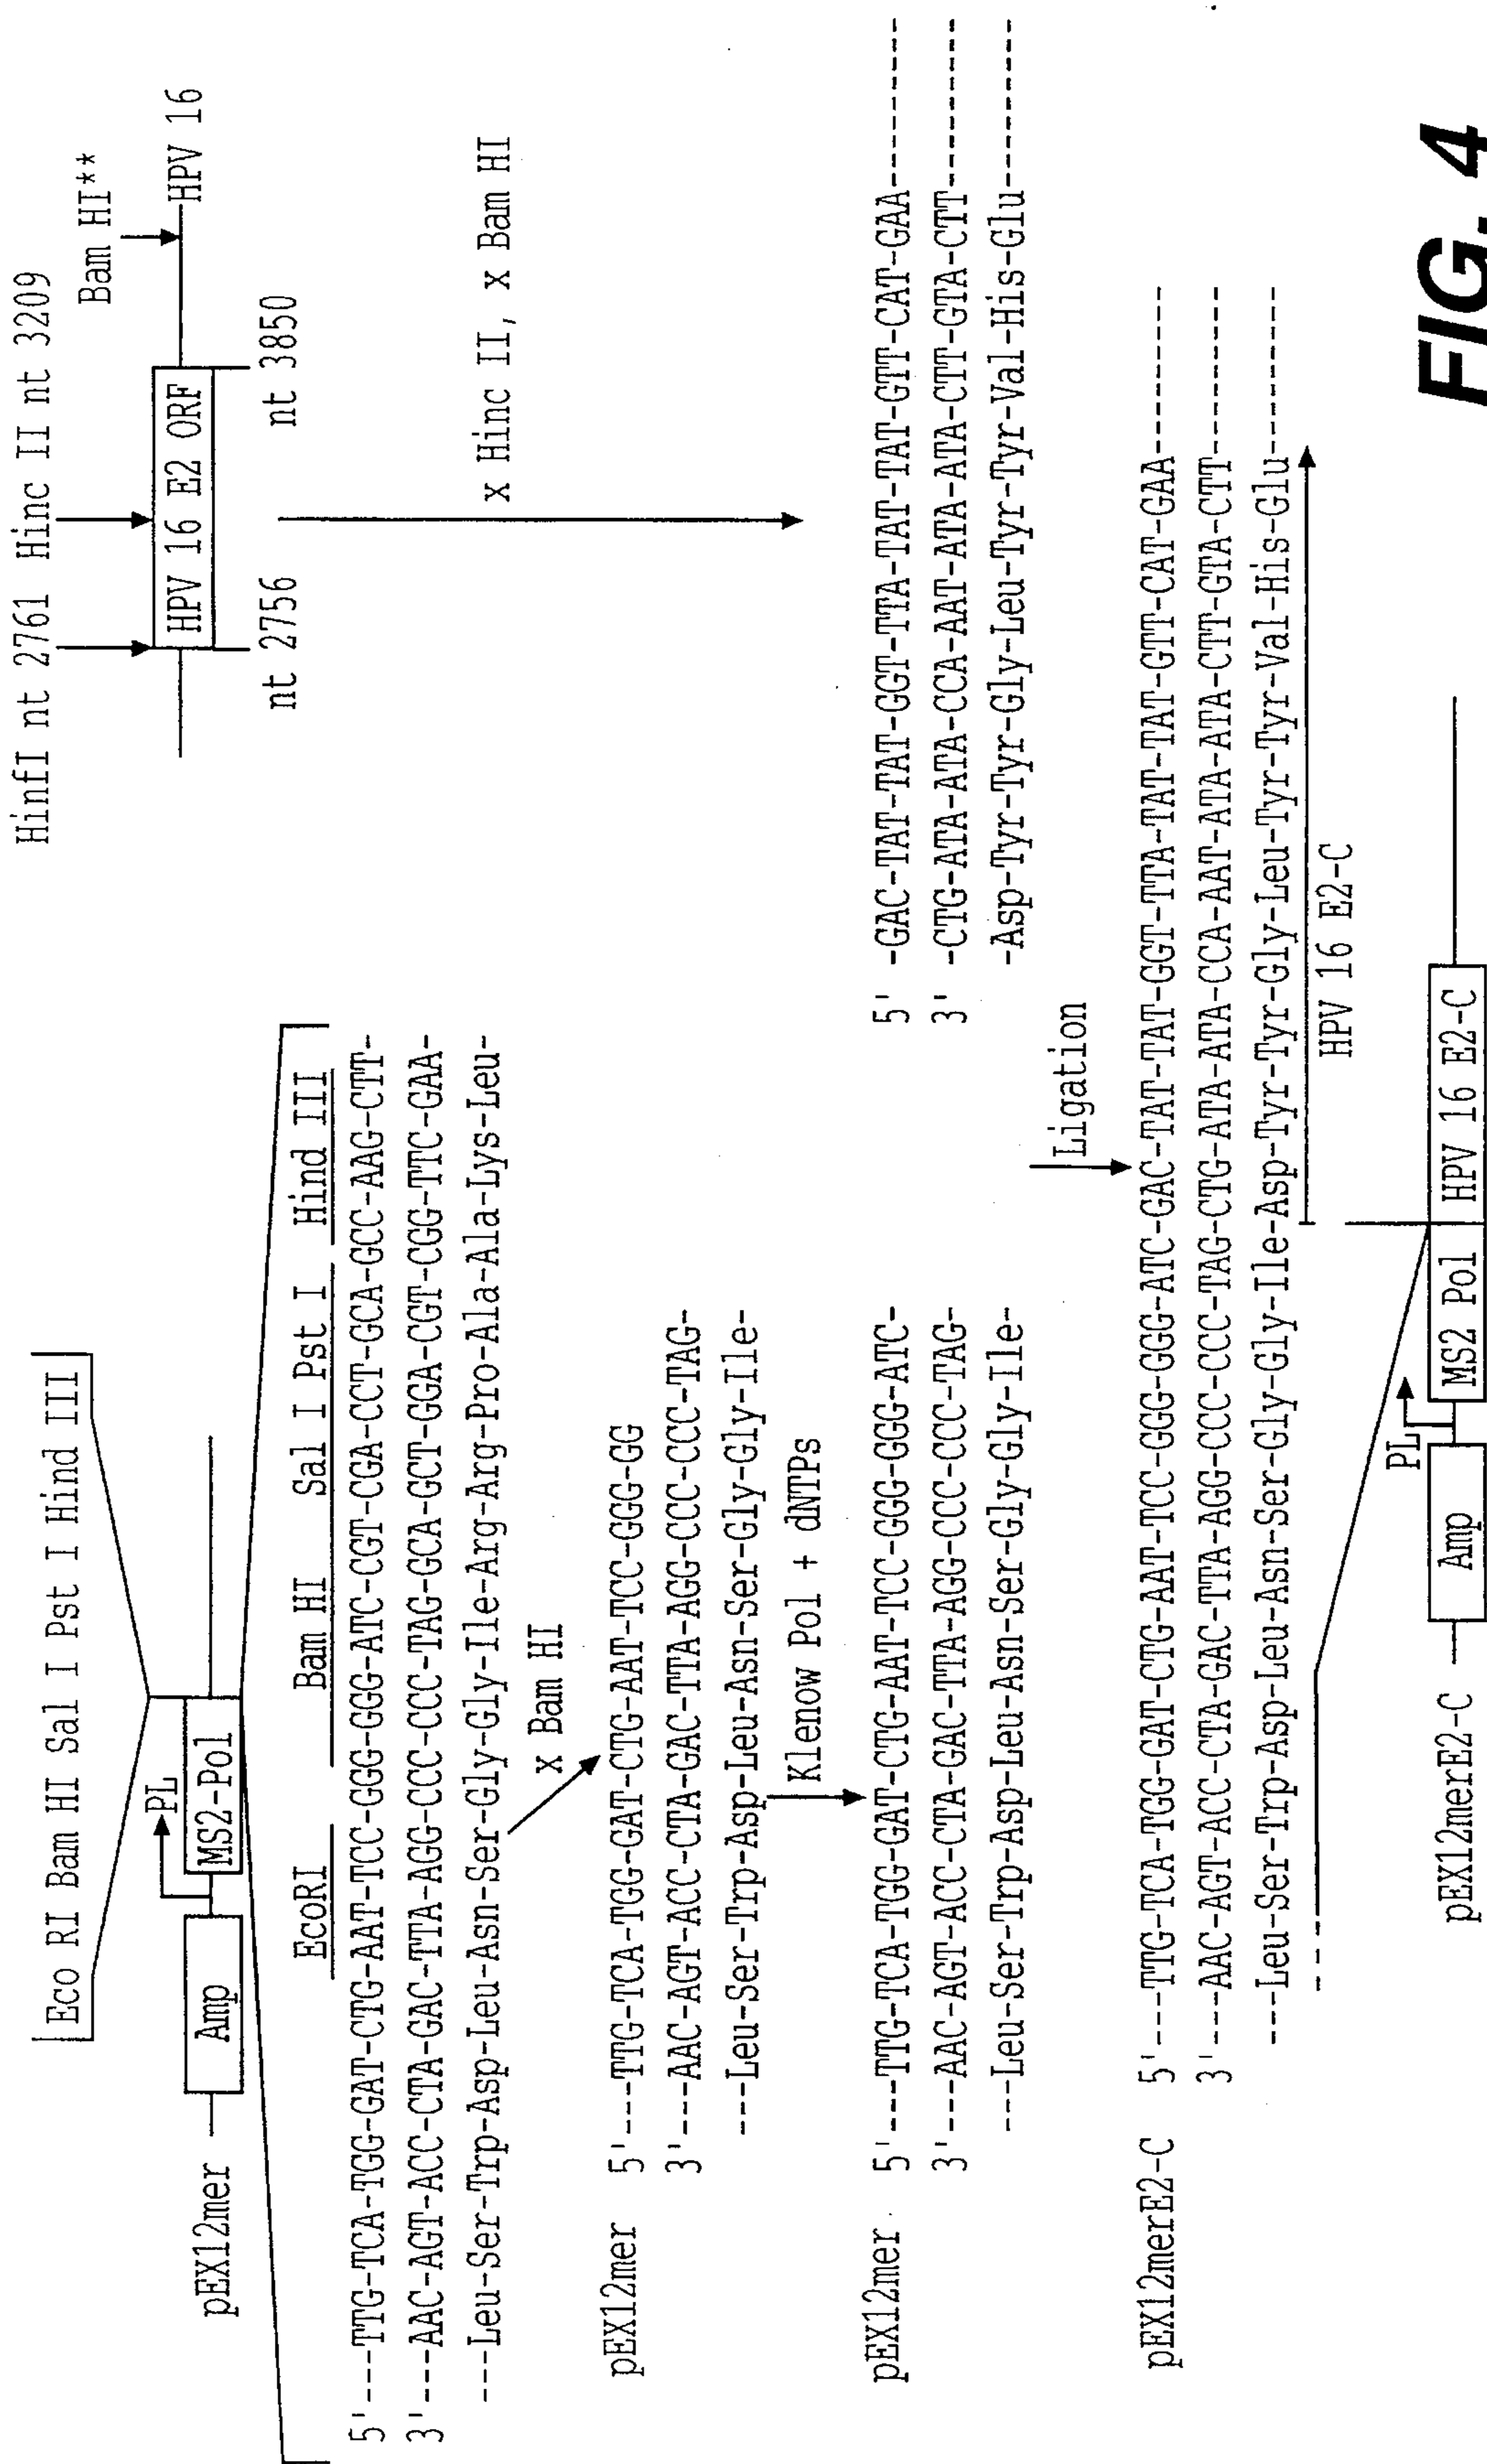 Eco RI Bam HI Sal I Pst I Hind III
PL
pEX12mer
Amp
MS2-Pol
EcoRI
Bam HI
Sal I
Pst I
Hind III
5'---TTG-TCA-TGG-GAT-CTG-AAT-TCC-GGG-GGG-ATC-CGT-CGA-CCT-GCA-GCC-AAG-CTT-
3'---AAC-AGT-ACC-CTA-GAC-TTA-AGG-CCC-CCC-TAG-GCA-GCT-GGA-CGT-CGG-TTC-GAA-
---Leu-Ser-Trp-Asp-Leu-Asn-Ser-Gly-Gly-Ile-Arg-Arg-Pro-Ala-Ala-Lys-Leu-
x Bam HI
pEX12mer 5'---TTG-TCA-TGG-GAT-CTG-AAT-TCC-GGG-GG
3'---AAC-AGT-ACC-CTA-GAC-TTA-AGG-CCC-CCC-TAG-
---Leu-Ser-Trp-Asp-Leu-Asn-Ser-Gly-Gly-Ile-
Klenow Pol + dNTPs
pEX12mer 5'---TTG-TCA-TGG-GAT-CTG-AAT-TCC-GGG-GGG-ATC-
3'---AAC-AGT-ACC-CTA-GAC-TTA-AGG-CCC-CCC-TAG-
---Leu-Ser-Trp-Asp-Leu-Asn-Ser-Gly-Gly-Ile-
HinfI nt 2761 Hinc II nt 3209
Bam HI**
HPV 16 E2 ORF
HPV 16
nt 2756
nt 3850
x Hinc II, x Bam HI
5' -GAC-TAT-TAT-GGT-TTA-TAT-TAT-GTT-CAT-GAA---------
3' -CTG-ATA-ATA-CCA-AAT-ATA-ATA-CTT-GTA-CTT---------
-Asp-Tyr-Tyr-Gly-Leu-Tyr-Tyr-Val-His-Glu---------
Ligation
pEX12merE2-C 5'----TTG-TCA-TGG-GAT-CTG-AAT-TCC-GGG-GGG-ATC-GAC-TAT-TAT-GGT-TTA-TAT-TAT-GTT-CAT-GAA---------
3'----AAC-AGT-ACC-CTA-GAC-TTA-AGG-CCC-CCC-TAG-CTG-ATA-ATA-CCA-AAT-ATA-ATA-CTT-GTA-CTT---------
---Leu-Ser-Trp-Asp-Leu-Asn-Ser-Gly-Gly-Ile-Asp-Tyr-Tyr-Gly-Leu-Tyr-Tyr-Val-His-Glu---------
HPV 16 E2-C
PL
pEX12merE2-C
Amp
MS2 Pol
HPV 16 E2-C
FIG. 4